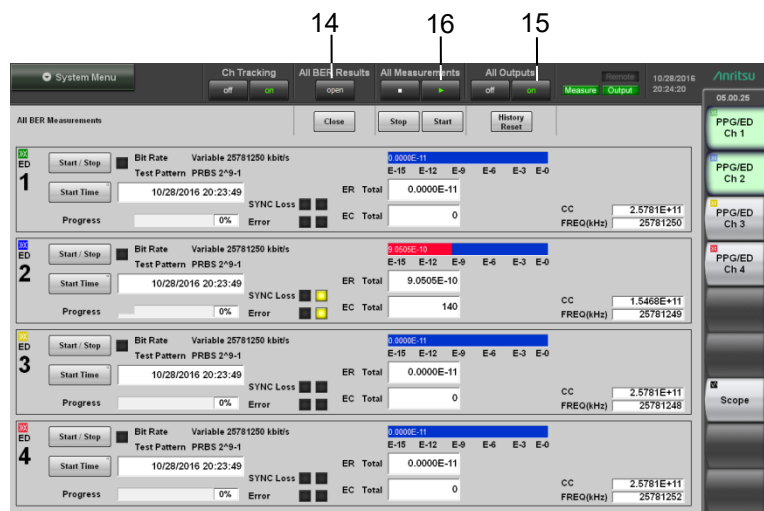 14 16 15
System Menu
Ch Tracking All BER Results All Measurements All Outputs
off on open off on
Measure Remote Output
10/28/2016
20:24:20
Anritsu
05.00.25
All BER Measurements Close Stop Start History Reset
ED
1
Start / Stop Bit Rate Variable 25781250 kbit/s
Test Pattern PRBS 2^9-1
Start Time 10/28/2016 20:23:49
Progress 0%
SYNC Loss
Error
0.0000E-11
E-15 E-12 E-9 E-6 E-3 E-0
ER Total 0.0000E-11
EC Total 0
CC 2.5781E+11
FREQ(kHz) 25781250
ED
2
Start / Stop Bit Rate Variable 25781250 kbit/s
Test Pattern PRBS 2^9-1
Start Time 10/28/2016 20:23:49
Progress 0%
SYNC Loss
Error
9.0505E-10
E-15 E-12 E-9 E-6 E-3 E-0
ER Total 9.0505E-10
EC Total 140
CC 1.5468E+11
FREQ(kHz) 25781249
ED
3
Start / Stop Bit Rate Variable 25781250 kbit/s
Test Pattern PRBS 2^9-1
Start Time 10/28/2016 20:23:49
Progress 0%
SYNC Loss
Error
0.0000E-11
E-15 E-12 E-9 E-6 E-3 E-0
ER Total 0.0000E-11
EC Total 0
CC 2.5781E+11
FREQ(kHz) 25781248
ED
4
Start / Stop Bit Rate Variable 25781250 kbit/s
Test Pattern PRBS 2^9-1
Start Time 10/28/2016 20:23:49
Progress 0%
SYNC Loss
Error
0.0000E-11
E-15 E-12 E-9 E-6 E-3 E-0
ER Total 0.0000E-11
EC Total 0
CC 2.5781E+11
FREQ(kHz) 25781252
PPG/ED
Ch 1
PPG/ED
Ch 2
PPG/ED
Ch 3
PPG/ED
Ch 4
Scope